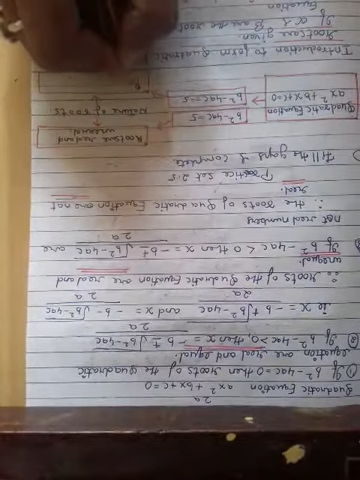 2a
Quadratic Equation ax² + bx + c = 0
① If b² - 4ac = 0 then roots of the quadratic
equation are real and equal.
② If b² - 4ac > 0, then x = -b ± √b²-4ac
2a
ie x = -b + √b²-4ac and x = -b - √b²-4ac
2a 2a
∴ roots of the Quadratic Equation are real and
unequal.
If b² - 4ac < 0 then x = -b ± √b²-4ac are
2a
not real numbers
∴ the roots of Quadratic Equation are not
real.
Practice set 2.5
Fill the gaps & complete
Quadratic Equation
ax² + bx + c = 0
b² - 4ac = 5
b² - 4ac = -5
Nature of roots
Roots are real and
unequal
Introduction to form quadratic
roots are given.
If α & β are the roots
Equation